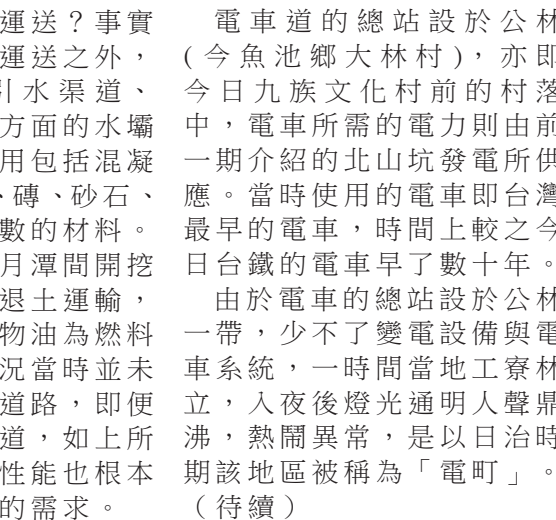 運送？事實
運送之外，
引水渠道、
方面的水壩
用包括混凝
、磚、砂石、
數的材料。
月潭間開挖
退土運輸，
物油為燃料
況當時並未
道路，即便
道，如上所
性能也根本
的需求。
電車道的總站設於公林
(今魚池鄉大林村)，亦即
今日九族文化村前的村落
中，電車所需的電力則由前
一期介紹的北山坑發電所供
應。當時使用的電車即台灣
最早的電車，時間上較之今
日台鐵的電車早了數十年。
由於電車的總站設於公林
一帶，少不了變電設備與電
車系統，一時間當地工寮林
立，入夜後燈光通明人聲鼎
沸，熱鬧異常，是以日治時
期該地區被稱為「電町」。
（待續）